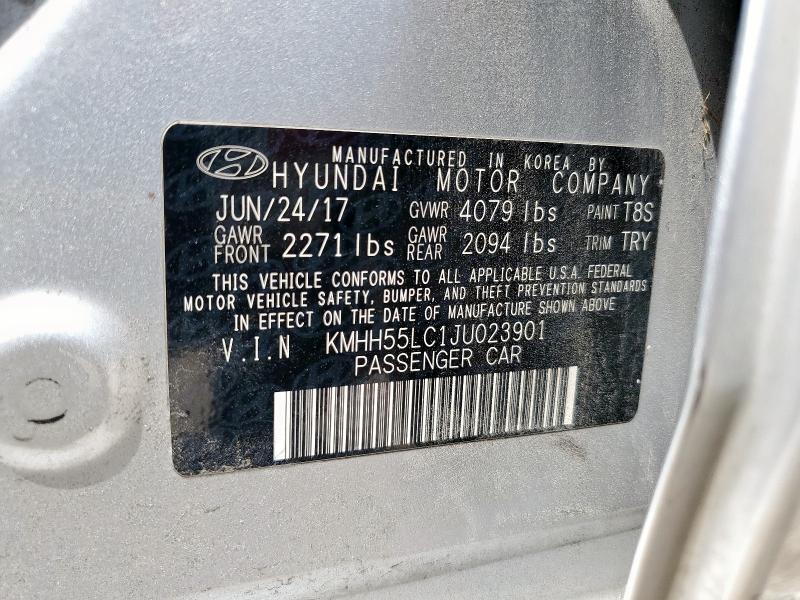 MANUFACTURED IN KOREA BY
HYUNDAI MOTOR COMPANY
JUN/24/17 GVWR 4079 lbs PAINT T8S
GAWR FRONT 2271 lbs GAWR REAR 2094 lbs TRIM TRY
THIS VEHICLE CONFORMS TO ALL APPLICABLE U.S.A. FEDERAL
MOTOR VEHICLE SAFETY, BUMPER, AND THEFT PREVENTION STANDARDS
IN EFFECT ON THE DATE OF MANUFACTURE SHOWN ABOVE
V.I.N KMHH55LC1JU023901
PASSENGER CAR